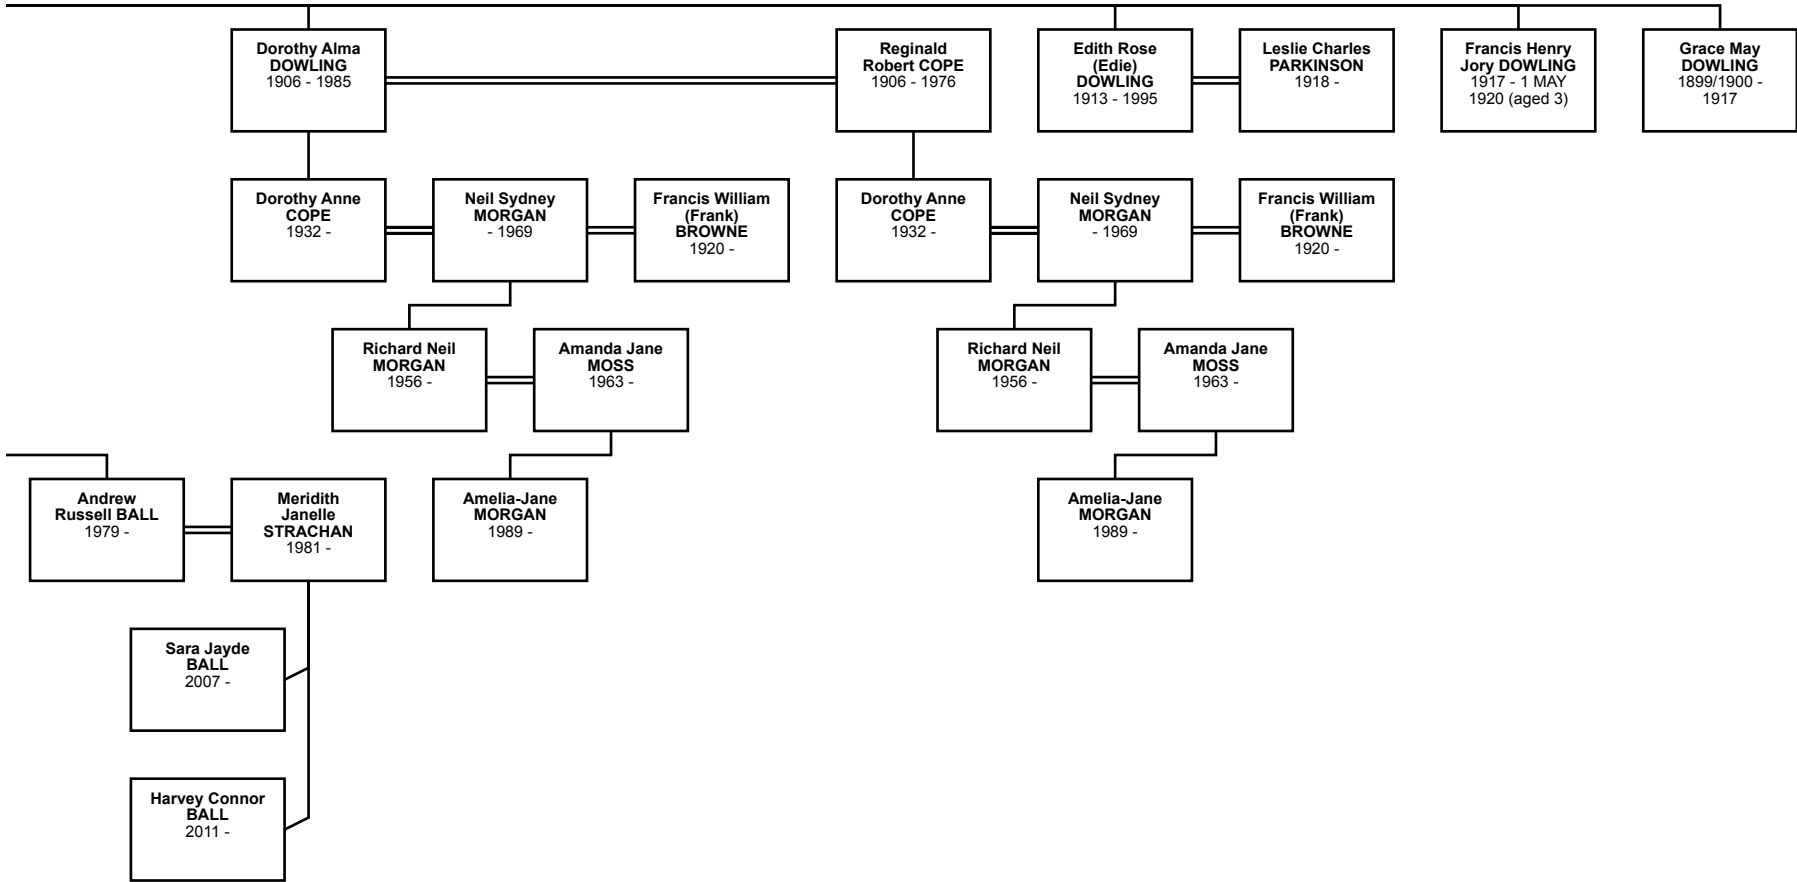 Dorothy Alma
DOWLING
1906 - 1985
Reginald
Robert COPE
1906 - 1976
Edith Rose
(Edie)
DOWLING
1913 - 1995
Leslie Charles
PARKINSON
1918 -
Francis Henry
Jory DOWLING
1917 - 1 MAY
1920 (aged 3)
Grace May
DOWLING
1899/1900 -
1917
Dorothy Anne
COPE
1932 -
Neil Sydney
MORGAN
- 1969
Francis William
(Frank)
BROWNE
1920 -
Dorothy Anne
COPE
1932 -
Neil Sydney
MORGAN
- 1969
Francis William
(Frank)
BROWNE
1920 -
Richard Neil
MORGAN
1956 -
Amanda Jane
MOSS
1963 -
Richard Neil
MORGAN
1956 -
Amanda Jane
MOSS
1963 -
Andrew
Russell BALL
1979 -
Meridith
Janelle
STRACHAN
1981 -
Amelia-Jane
MORGAN
1989 -
Amelia-Jane
MORGAN
1989 -
Sara Jayde
BALL
2007 -
Harvey Connor
BALL
2011 -